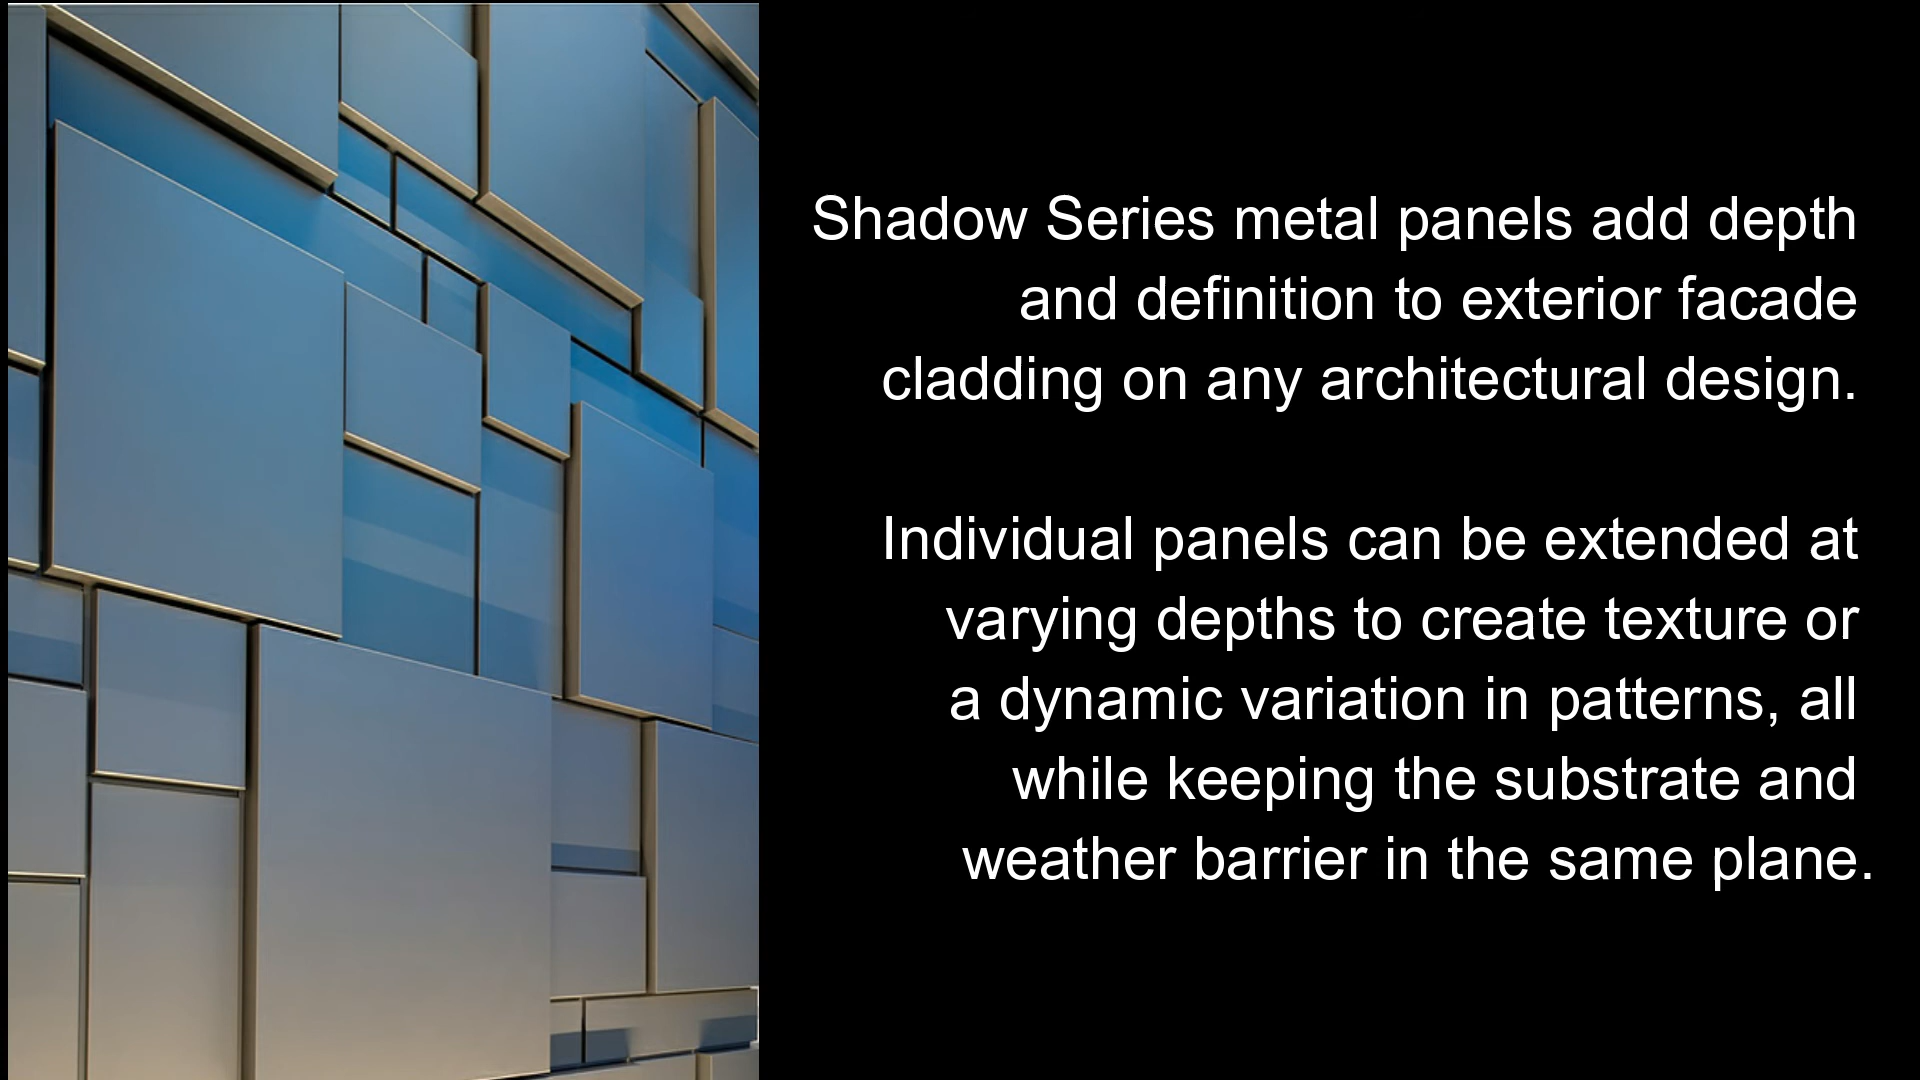 Shadow Series metal panels add depth
and definition to exterior facade
cladding on any architectural design.
Individual panels can be extended at
varying depths to create texture or
a dynamic variation in patterns, all
while keeping the substrate and
weather barrier in the same plane.